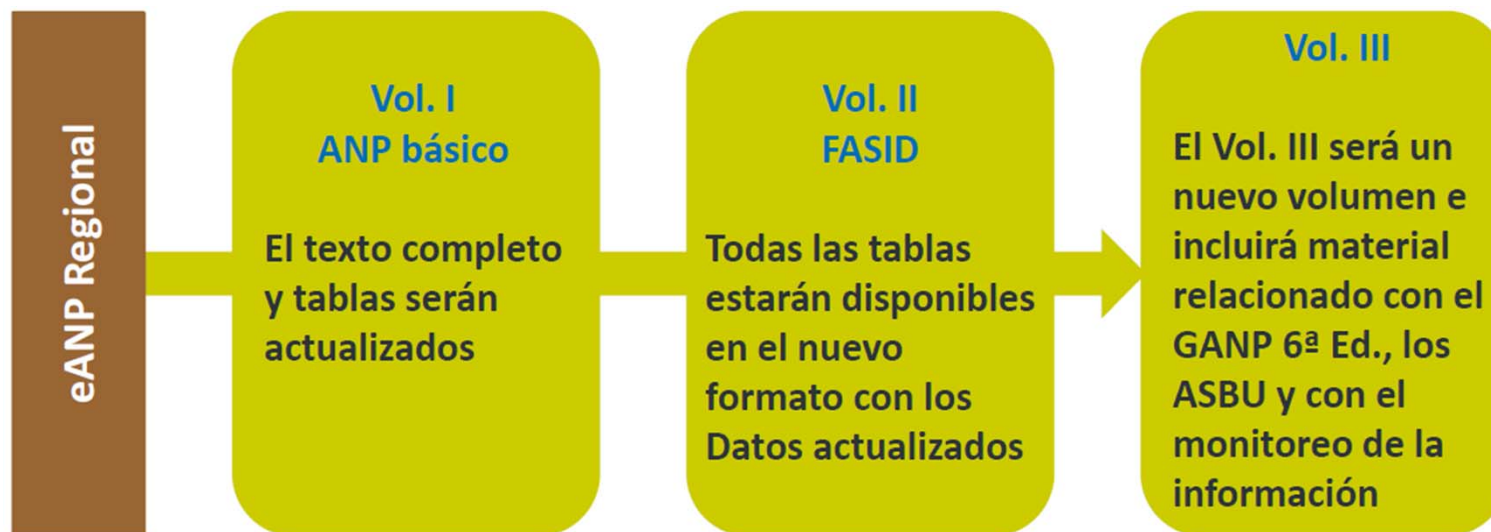 eANP Regional
Vol. I
ANP básico
El texto completo
y tablas serán
actualizados
Vol. II
FASID
Todas las tablas
estarán disponibles
en el nuevo
formato con los
Datos actualizados
Vol. III
El Vol. III será un
nuevo volumen e
incluirá material
relacionado con el
GANP 6ª Ed., los
ASBU y con el
monitoreo de la
información